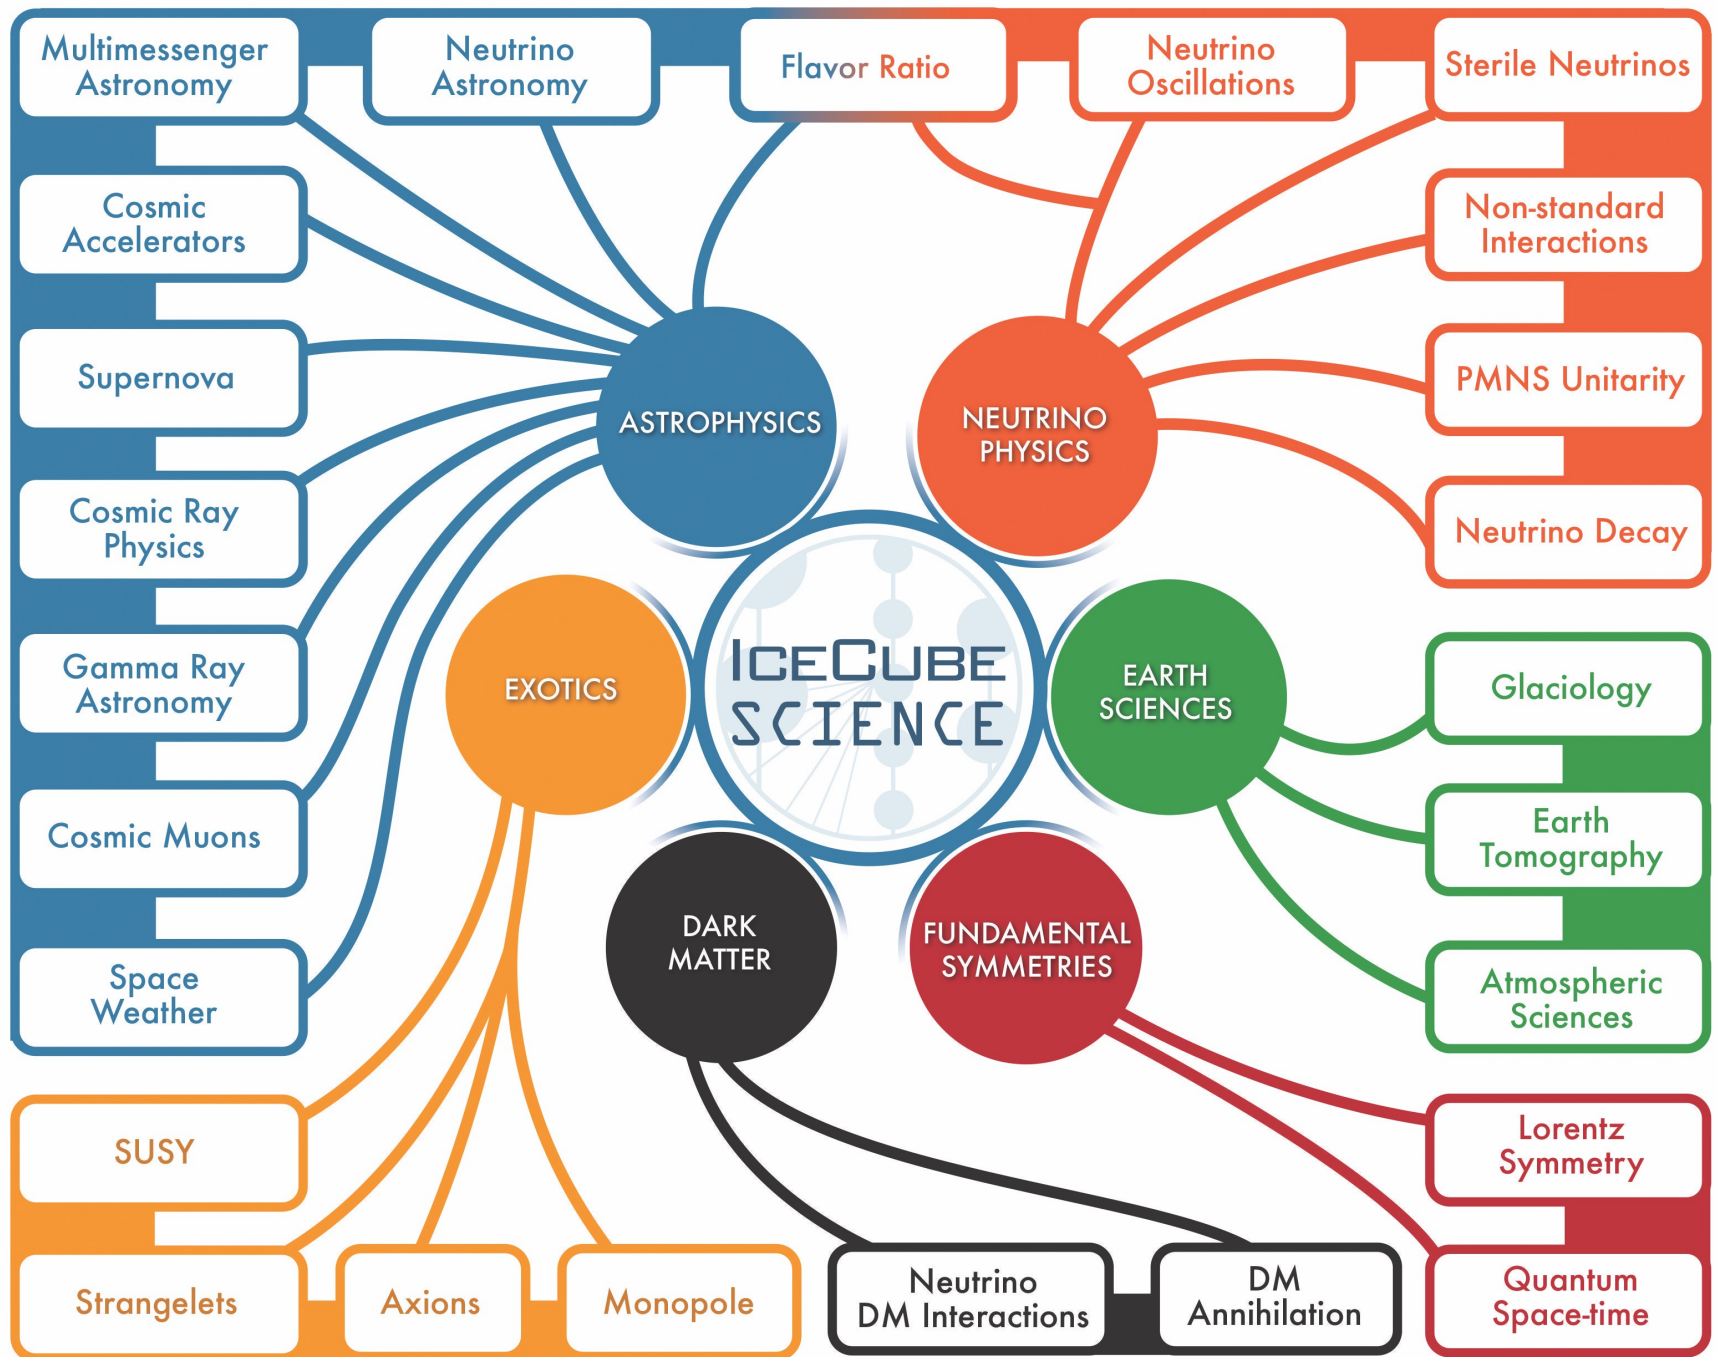 Multimessenger
Astronomy
Neutrino
Astronomy
Flavor Ratio
Neutrino
Oscillations
Sterile Neutrinos
Cosmic
Accelerators
Non-standard
Interactions
Supernova
PMNS Unitarity
ASTROPHYSICS
NEUTRINO
PHYSICS
Cosmic Ray
Physics
Neutrino Decay
Gamma Ray
Astronomy
EXOTICS
ICECUBE
SCIENCE
EARTH
SCIENCES
Glaciology
Cosmic Muons
Earth
Tomography
DARK
MATTER
FUNDAMENTAL
SYMMETRIES
Space
Weather
Atmospheric
Sciences
SUSY
Lorentz
Symmetry
Strangelets
Axions
Monopole
Neutrino
DM Interactions
DM
Annihilation
Quantum
Space-time